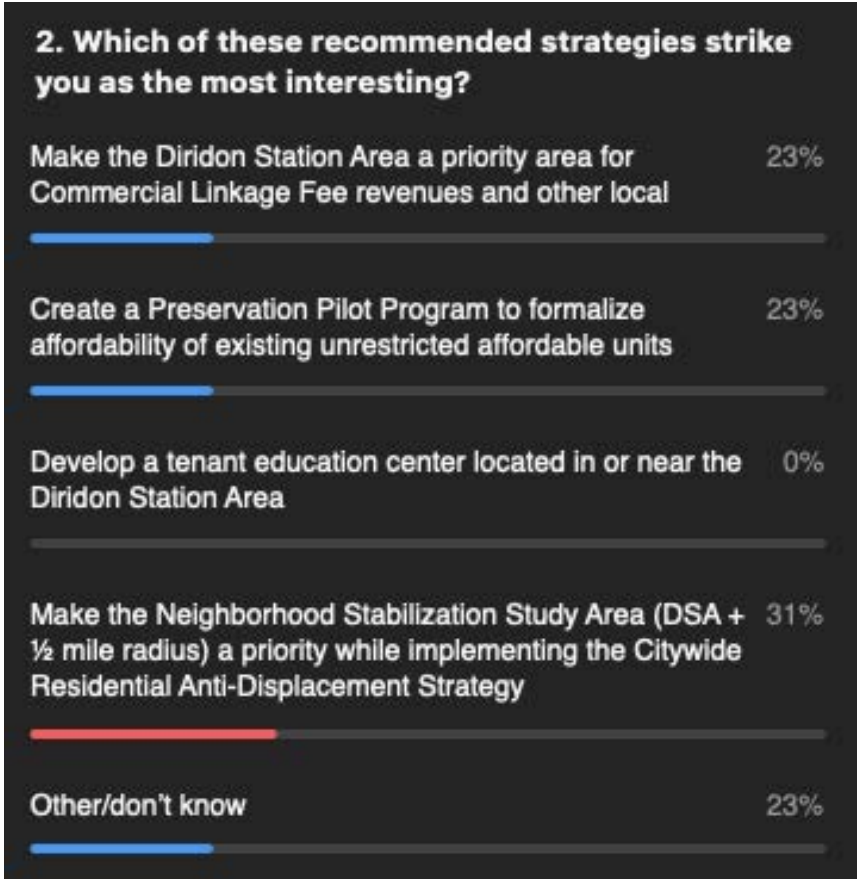 2. Which of these recommended strategies strike
you as the most interesting?
Make the Diridon Station Area a priority area for 23%
Commercial Linkage Fee revenues and other local
Create a Preservation Pilot Program to formalize 23%
affordability of existing unrestricted affordable units
Develop a tenant education center located in or near the 0%
Diridon Station Area
Make the Neighborhood Stabilization Study Area (DSA + 31%
½ mile radius) a priority while implementing the Citywide
Residential Anti-Displacement Strategy
Other/don't know 23%